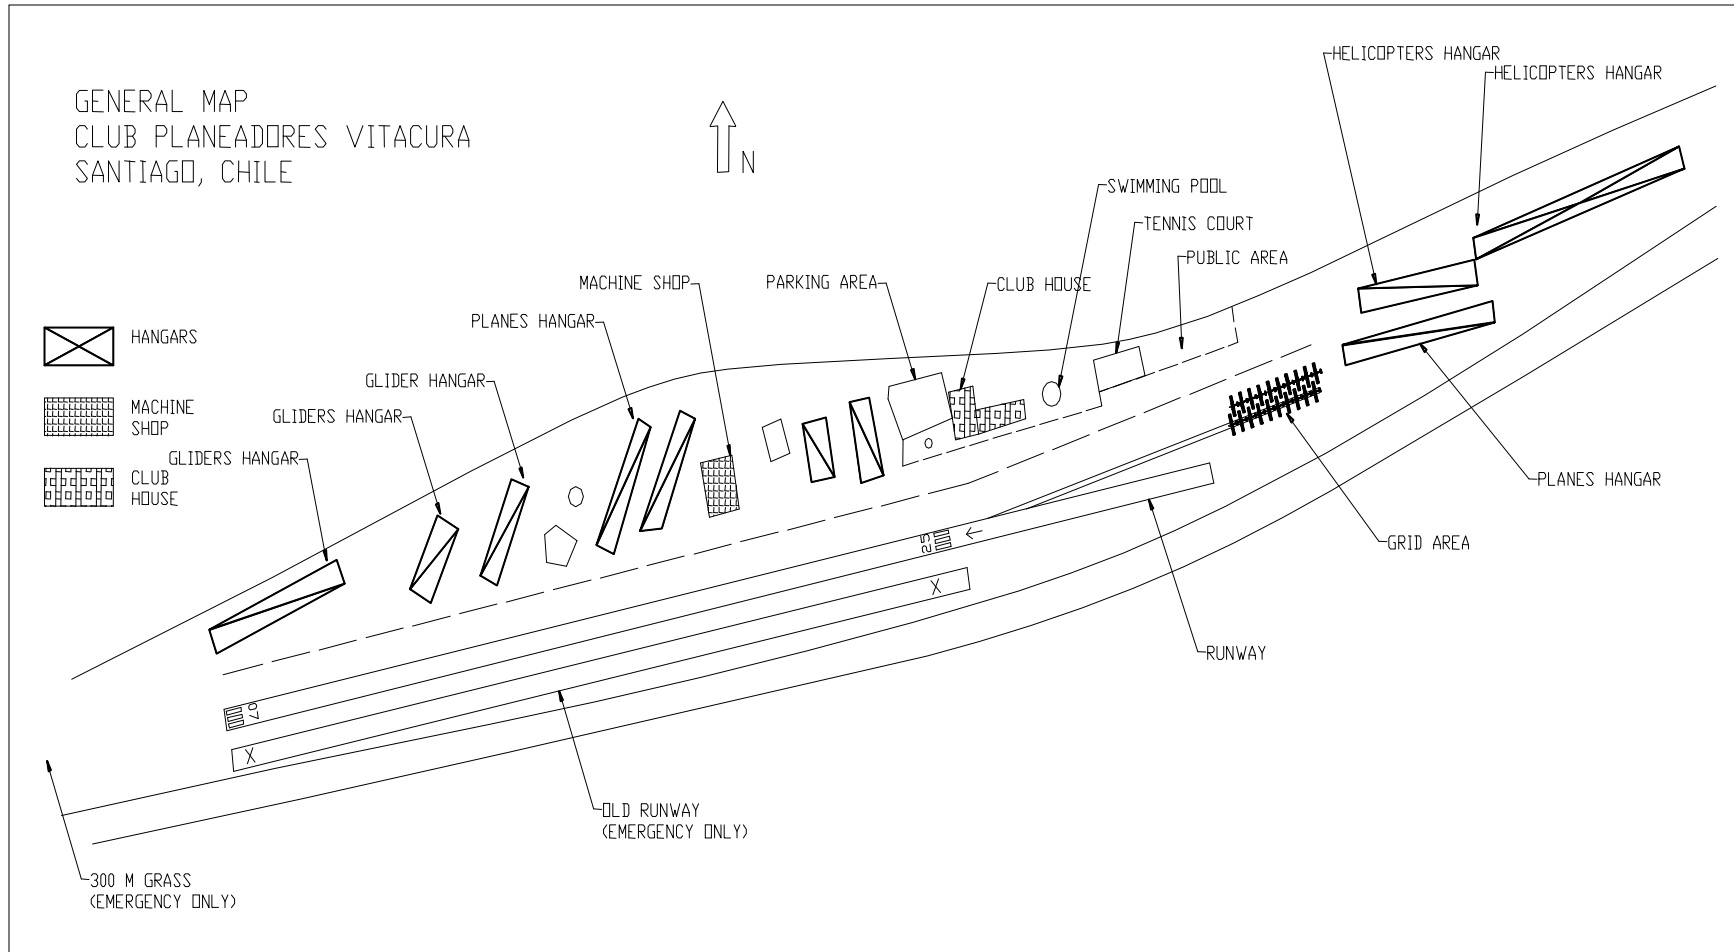 GENERAL MAP
CLUB PLANEADORES VITACURA
SANTIAGO, CHILE
N
HELICOPTERS HANGAR
HELICOPTERS HANGAR
SWIMMING POOL
TENNIS COURT
PUBLIC AREA
MACHINE SHOP
PARKING AREA
CLUB HOUSE
PLANES HANGAR
HANGARS
GLIDER HANGAR
MACHINE
SHOP
GLIDERS HANGAR
GLIDERS HANGAR
CLUB
HOUSE
PLANES HANGAR
GRID AREA
25
X
RUNWAY
07
X
OLD RUNWAY
(EMERGENCY ONLY)
300 M GRASS
(EMERGENCY ONLY)